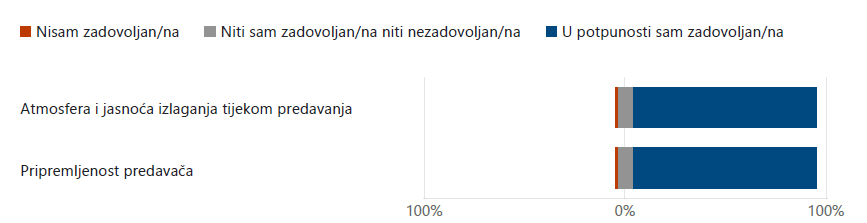 Nisam zadovoljan/na Niti sam zadovoljan/na niti nezadovoljan/na U potpunosti sam zadovoljan/na
Atmosfera i jasnoća izlaganja tijekom predavanja
Pripremljenost predavača
100% 0% 100%